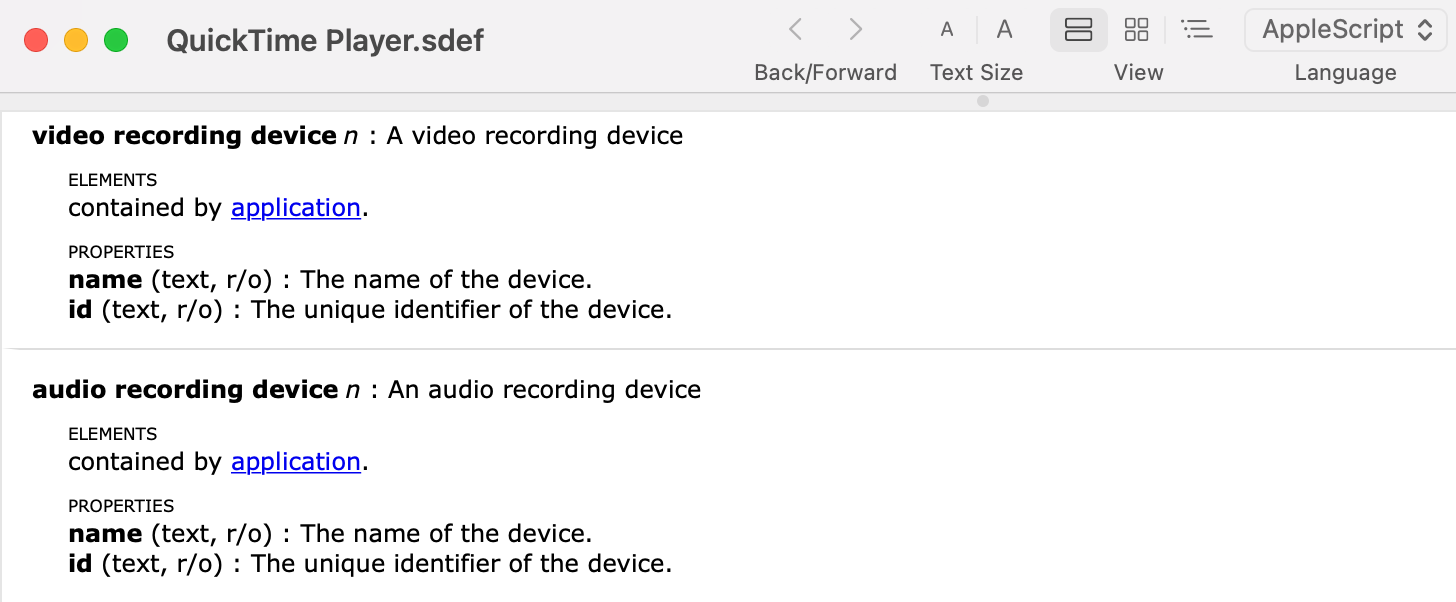 QuickTime Player.sdef
A A
AppleScript
Back/Forward Text Size View Language
video recording device n : A video recording device
ELEMENTS
contained by application.
PROPERTIES
name (text, r/o) : The name of the device.
id (text, r/o) : The unique identifier of the device.
audio recording device n : An audio recording device
ELEMENTS
contained by application.
PROPERTIES
name (text, r/o) : The name of the device.
id (text, r/o) : The unique identifier of the device.